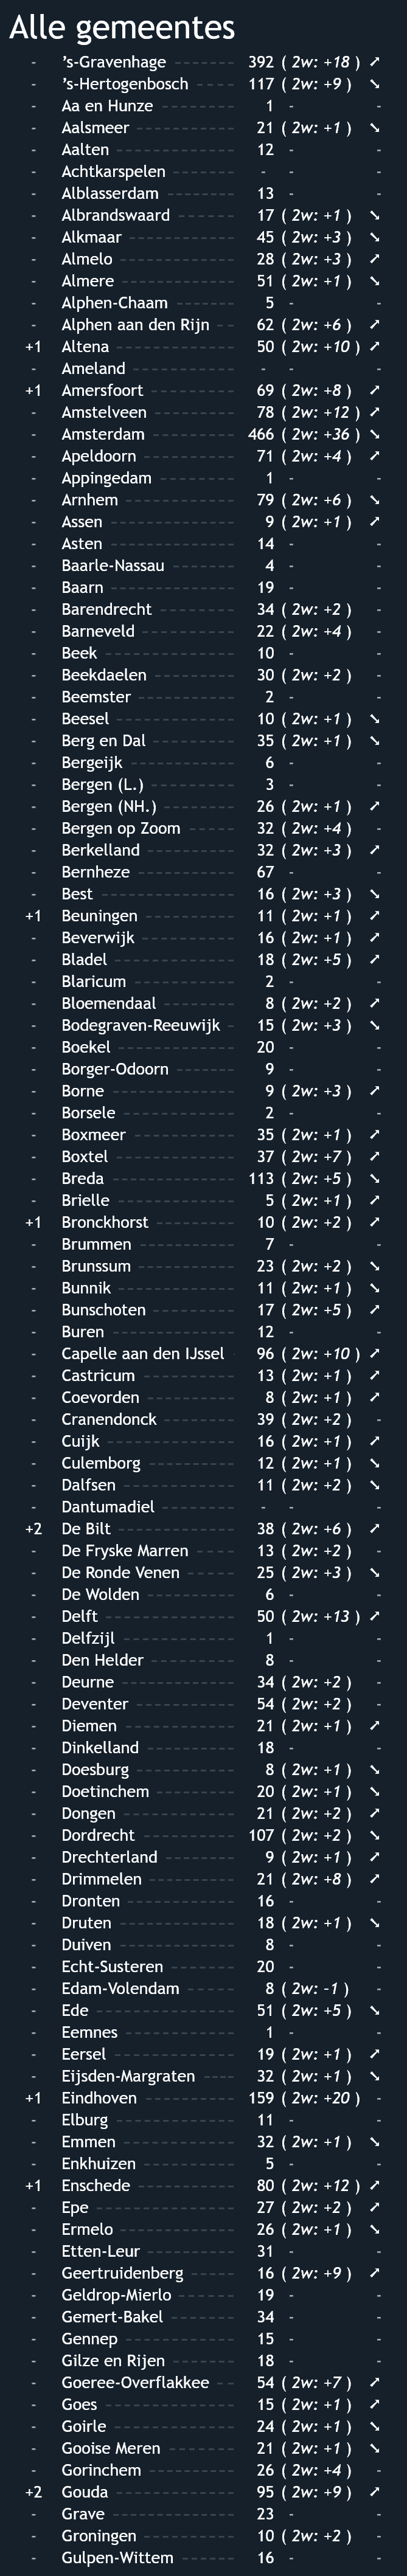 Alle gemeentes
- 's-Gravenhage 392 ( 2w: +18 ) ➚
- 's-Hertogenbosch 117 ( 2w: +9 ) ➘
- Aa en Hunze 1 - -
- Aalsmeer 21 ( 2w: +1 ) ➘
- Aalten 12 - -
- Achtkarspelen - - -
- Alblasserdam 13 - -
- Albrandswaard 17 ( 2w: +1 ) ➘
- Alkmaar 45 ( 2w: +3 ) ➘
- Almelo 28 ( 2w: +3 ) ➚
- Almere 51 ( 2w: +1 ) ➘
- Alphen-Chaam 5 - -
- Alphen aan den Rijn 62 ( 2w: +6 ) ➚
+1 Altena 50 ( 2w: +10 ) ➚
- Ameland - - -
+1 Amersfoort 69 ( 2w: +8 ) ➚
- Amstelveen 78 ( 2w: +12 ) ➚
- Amsterdam 466 ( 2w: +36 ) ➘
- Apeldoorn 71 ( 2w: +4 ) ➚
- Appingedam 1 - -
- Arnhem 79 ( 2w: +6 ) ➘
- Assen 9 ( 2w: +1 ) ➚
- Asten 14 - -
- Baarle-Nassau 4 - -
- Baarn 19 - -
- Barendrecht 34 ( 2w: +2 ) -
- Barneveld 22 ( 2w: +4 ) -
- Beek 10 - -
- Beekdaelen 30 ( 2w: +2 ) -
- Beemster 2 - -
- Beesel 10 ( 2w: +1 ) ➘
- Berg en Dal 35 ( 2w: +1 ) ➘
- Bergeijk 6 - -
- Bergen (L.) 3 - -
- Bergen (NH.) 26 ( 2w: +1 ) ➚
- Bergen op Zoom 32 ( 2w: +4 ) -
- Berkelland 32 ( 2w: +3 ) ➚
- Bernheze 67 - -
- Best 16 ( 2w: +3 ) ➘
+1 Beuningen 11 ( 2w: +1 ) ➚
- Beverwijk 16 ( 2w: +1 ) ➚
- Bladel 18 ( 2w: +5 ) ➚
- Blaricum 2 - -
- Bloemendaal 8 ( 2w: +2 ) ➚
- Bodegraven-Reeuwijk 15 ( 2w: +3 ) ➘
- Boekel 20 - -
- Borger-Odoorn 9 - -
- Borne 9 ( 2w: +3 ) ➚
- Borsele 2 - -
- Boxmeer 35 ( 2w: +1 ) ➚
- Boxtel 37 ( 2w: +7 ) ➚
- Breda 113 ( 2w: +5 ) ➘
- Brielle 5 ( 2w: +1 ) ➚
+1 Bronckhorst 10 ( 2w: +2 ) ➚
- Brummen 7 - -
- Brunssum 23 ( 2w: +2 ) ➘
- Bunnik 11 ( 2w: +1 ) ➘
- Bunschoten 17 ( 2w: +5 ) ➚
- Buren 12 - -
- Capelle aan den IJssel 96 ( 2w: +10 ) ➚
- Castricum 13 ( 2w: +1 ) ➚
- Coevorden 8 ( 2w: +1 ) ➚
- Cranendonck 39 ( 2w: +2 ) -
- Cuijk 16 ( 2w: +1 ) ➚
- Culemborg 12 ( 2w: +1 ) ➘
- Dalfsen 11 ( 2w: +2 ) ➘
- Dantumadiel - - -
+2 De Bilt 38 ( 2w: +6 ) ➚
- De Fryske Marren 13 ( 2w: +2 ) -
- De Ronde Venen 25 ( 2w: +3 ) ➘
- De Wolden 6 - -
- Delft 50 ( 2w: +13 ) ➚
- Delfzijl 1 - -
- Den Helder 8 - -
- Deurne 34 ( 2w: +2 ) -
- Deventer 54 ( 2w: +2 ) -
- Diemen 21 ( 2w: +1 ) ➚
- Dinkelland 18 - -
- Doesburg 8 ( 2w: +1 ) ➘
- Doetinchem 20 ( 2w: +1 ) ➘
- Dongen 21 ( 2w: +2 ) ➚
- Dordrecht 107 ( 2w: +2 ) ➘
- Drechterland 9 ( 2w: +1 ) ➚
- Drimmelen 21 ( 2w: +8 ) ➚
- Dronten 16 - -
- Druten 18 ( 2w: +1 ) ➘
- Duiven 8 - -
- Echt-Susteren 20 - -
- Edam-Volendam 8 ( 2w: -1 ) -
- Ede 51 ( 2w: +5 ) ➘
- Eemnes 1 - -
- Eersel 19 ( 2w: +1 ) ➚
- Eijsden-Margraten 32 ( 2w: +1 ) ➘
+1 Eindhoven 159 ( 2w: +20 ) -
- Elburg 11 - -
- Emmen 32 ( 2w: +1 ) ➘
- Enkhuizen 5 - -
+1 Enschede 80 ( 2w: +12 ) ➚
- Epe 27 ( 2w: +2 ) ➚
- Ermelo 26 ( 2w: +1 ) ➘
- Etten-Leur 31 - -
- Geertruidenberg 16 ( 2w: +9 ) ➚
- Geldrop-Mierlo 19 - -
- Gemert-Bakel 34 - -
- Gennep 15 - -
- Gilze en Rijen 18 - -
- Goeree-Overflakkee 54 ( 2w: +7 ) ➚
- Goes 15 ( 2w: +1 ) ➚
- Goirle 24 ( 2w: +1 ) ➘
- Gooise Meren 21 ( 2w: +1 ) ➘
- Gorinchem 26 ( 2w: +4 ) -
+2 Gouda 95 ( 2w: +9 ) ➚
- Grave 23 - -
- Groningen 10 ( 2w: +2 ) -
- Gulpen-Wittem 16 - -